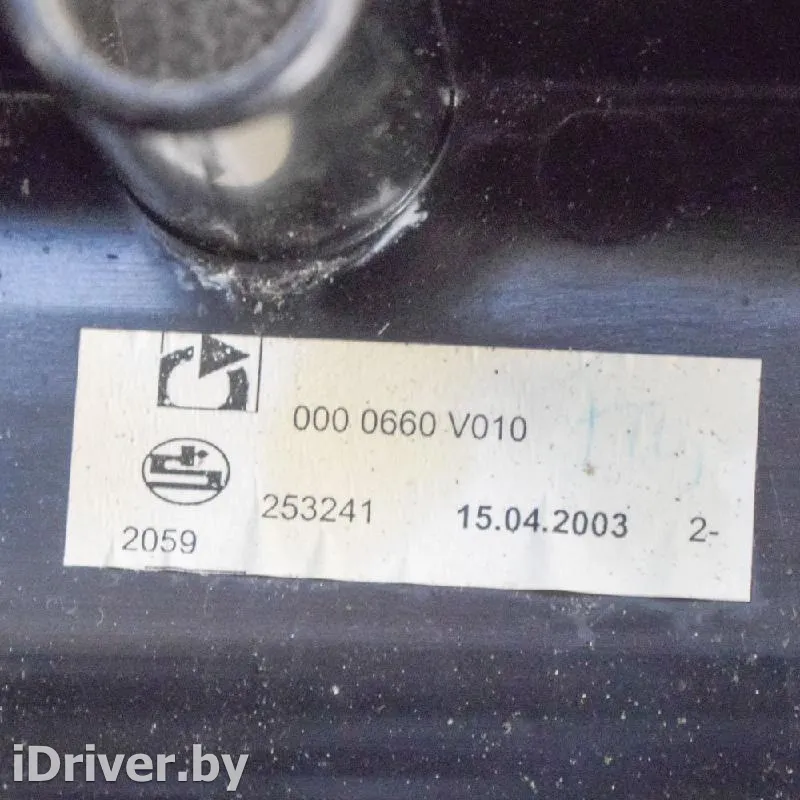 000 0660 V010
253241 15.04.2003 2-
2059
iDriver.by